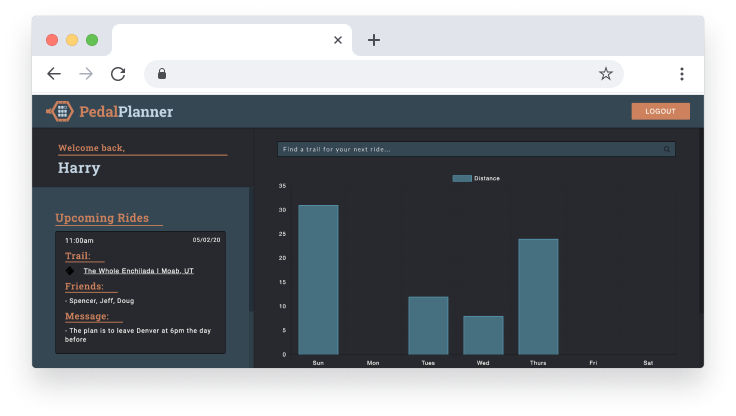 PedalPlanner
LOGOUT
Welcome back,
Harry
Find a trail for your next ride...
Upcoming Rides
11:00am 05/02/20
Trail:
The Whole Enchilada | Moab, UT
Friends:
- Spencer, Jeff, Doug
Message:
- The plan is to leave Denver at 6pm the day
before
Distance
35
30
25
20
15
10
5
0
Sun Mon Tues Wed Thurs Fri Sat